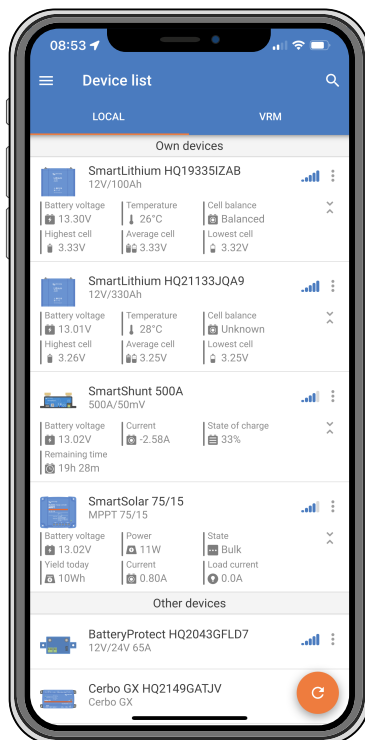 08:53
Device list
LOCAL VRM
Own devices
SmartLithium HQ19335IZAB
12V/100Ah
Battery voltage Temperature Cell balance
13.30V 26°C Balanced
Highest cell Average cell Lowest cell
3.33V 3.33V 3.32V
SmartLithium HQ21133JQA9
12V/330Ah
Battery voltage Temperature Cell balance
13.01V 28°C Unknown
Highest cell Average cell Lowest cell
3.26V 3.25V 3.25V
SmartShunt 500A
500A/50mV
Battery voltage Current State of charge
13.02V -2.58A 33%
Remaining time
19h 28m
SmartSolar 75/15
MPPT 75/15
Battery voltage Power State
13.02V 11W Bulk
Yield today Current Load current
10Wh 0.80A 0.0A
Other devices
BatteryProtect HQ2043GFLD7
12V/24V 65A
Cerbo GX HQ2149GATJV
Cerbo GX